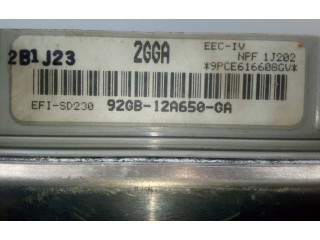 2B1J23
2GGA
EEC-IV
NPF 1J202
*9PCE616608GV*
EFI-SD230
92GB-12A650-GA